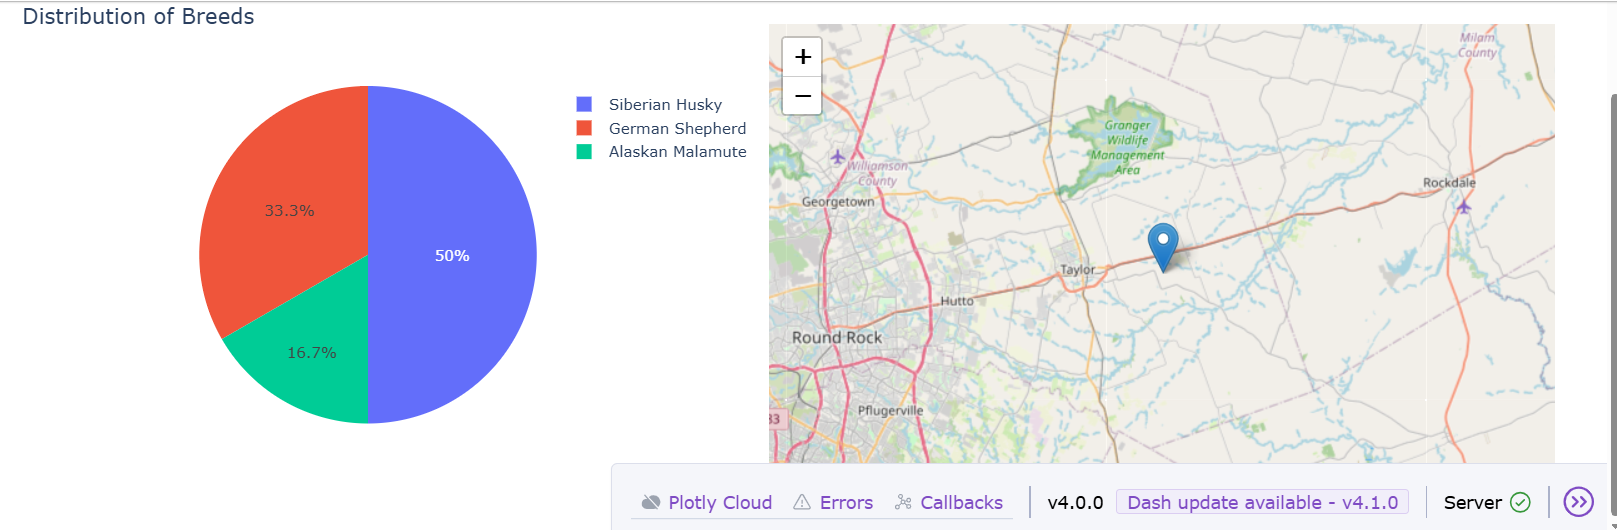 Distribution of Breeds
Siberian Husky
German Shepherd
Alaskan Malamute
33.3%
50%
16.7%
+
−
Milam
County
Granger
Wildlife
Management
Area
Williamson
County
Georgetown
Rockdale
Taylor
Hutto
Round Rock
Pflugerville
Plotly Cloud
Errors
Callbacks
v4.0.0
Dash update available - v4.1.0
Server